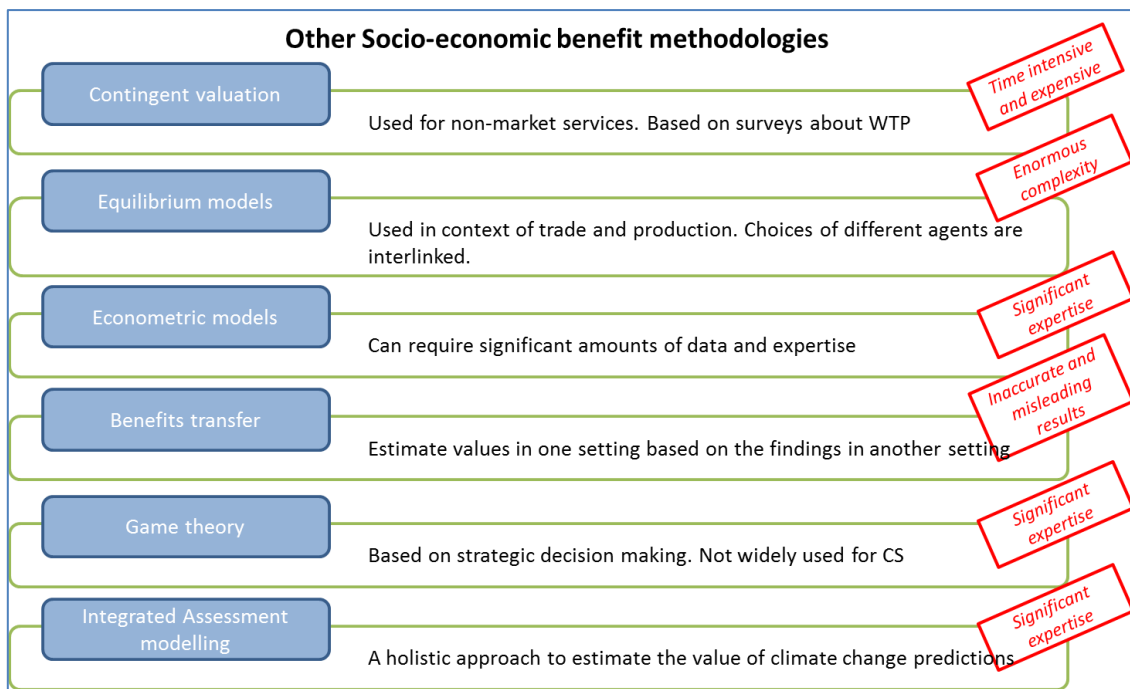 Other Socio-economic benefit methodologies
Contingent valuation
Time intensive
and expensive
Used for non-market services. Based on surveys about WTP
Equilibrium models
Enormous
complexity
Used in context of trade and production. Choices of different agents are
interlinked.
Econometric models
Significant
expertise
Can require significant amounts of data and expertise
Benefits transfer
Inaccurate and
misleading
results
Estimate values in one setting based on the findings in another setting
Game theory
Significant
expertise
Based on strategic decision making. Not widely used for CS
Integrated Assessment
modelling
Significant
expertise
A holistic approach to estimate the value of climate change predictions